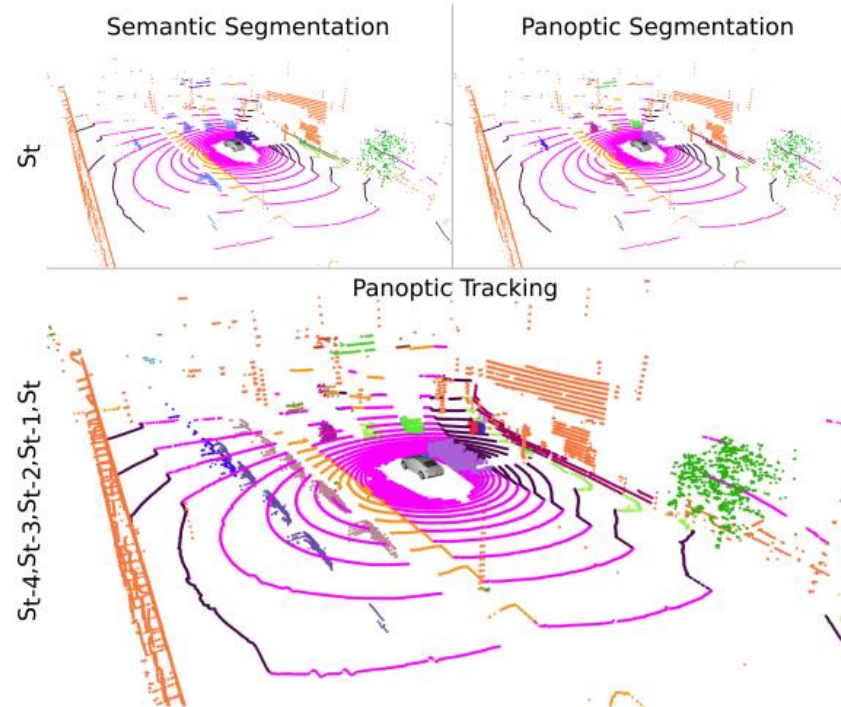 Semantic Segmentation
Panoptic Segmentation
St
Panoptic Tracking
St-4,St-3,St-2,St-1,St